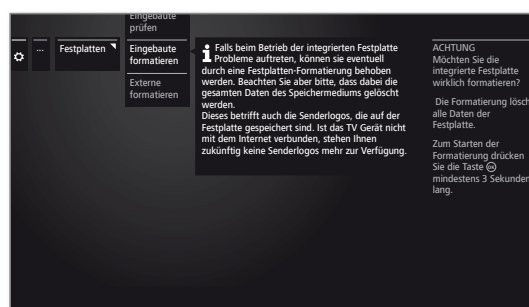 Eingebaute
prüfen
...
Festplatten
Eingebaute
formatieren
Externe
formatieren
Falls beim Betrieb der integrierten Festplatte
Probleme auftreten, können sie eventuell
durch eine Festplatten-Formatierung behoben
werden. Beachten Sie aber bitte, dass dabei die
gesamten Daten des Speichermediums gelöscht
werden.
Dieses betrifft auch die Senderlogos, die auf der
Festplatte gespeichert sind. Ist das TV Gerät nicht
mit dem Internet verbunden, stehen Ihnen
zukünftig keine Senderlogos mehr zur Verfügung.
ACHTUNG
Möchten Sie die
integrierte Festplatte
wirklich formatieren?
Die Formatierung lösch
alle Daten der
Festplatte.
Zum Starten der
Formatierung drücken
Sie die Taste OK
mindestens 3 Sekunden
lang.